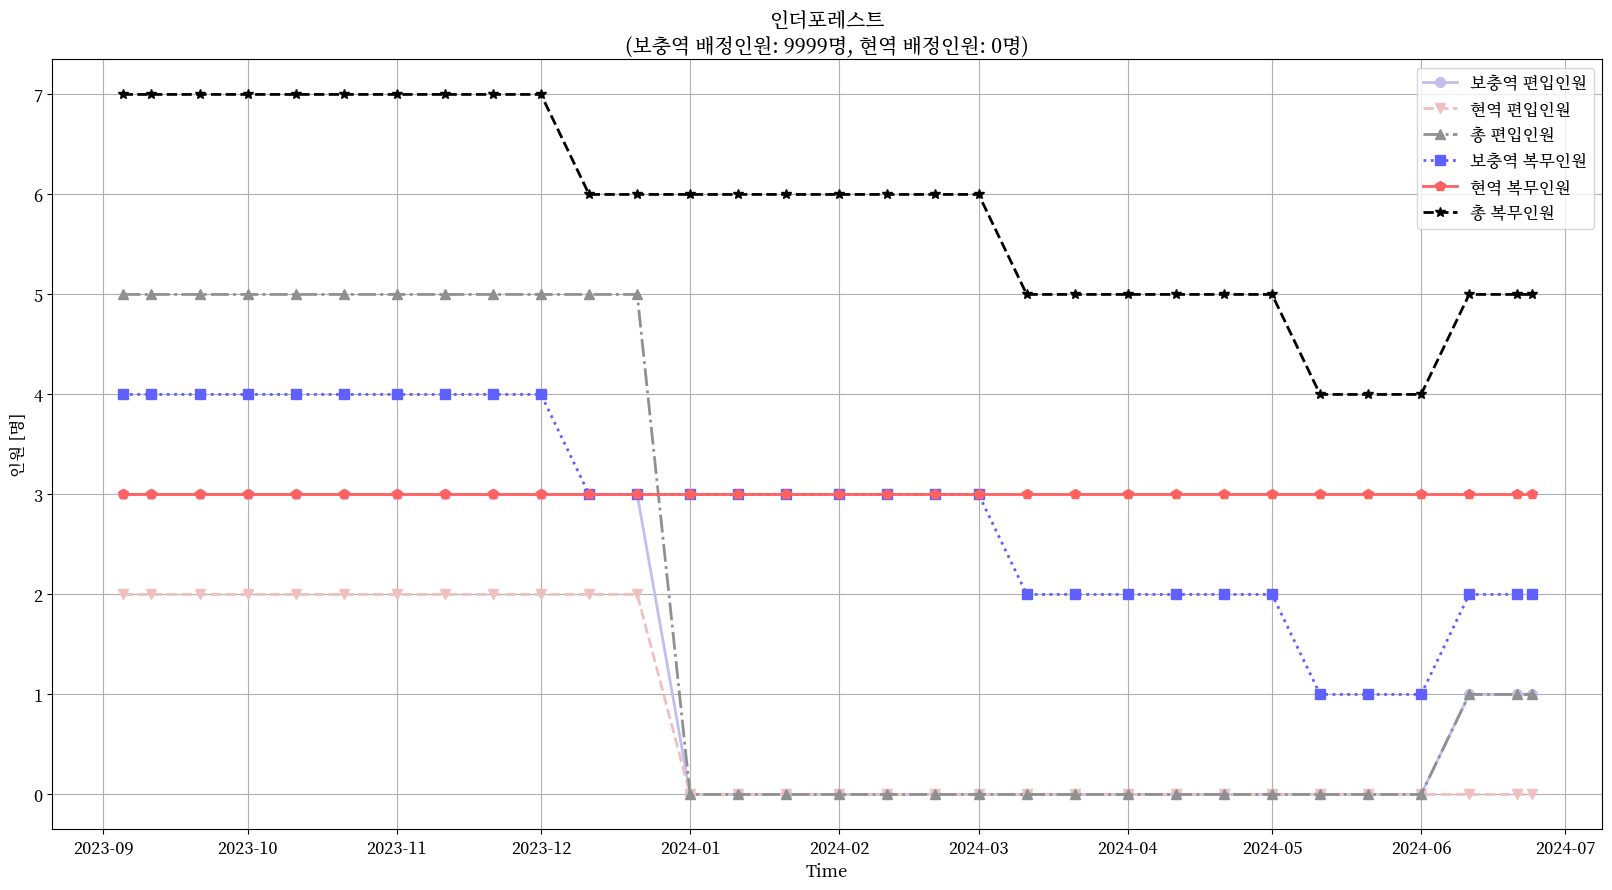 인더포레스트
(보충역 배정인원: 9999명, 현역 배정인원: 0명)
보충역 편입인원
현역 편입인원
총 편입인원
보충역 복무인원
현역 복무인원
총 복무인원
7
6
5
4
3
2
1
0
인원 [명]
2023-09 2023-10 2023-11 2023-12 2024-01 2024-02 2024-03 2024-04 2024-05 2024-06 2024-07
Time